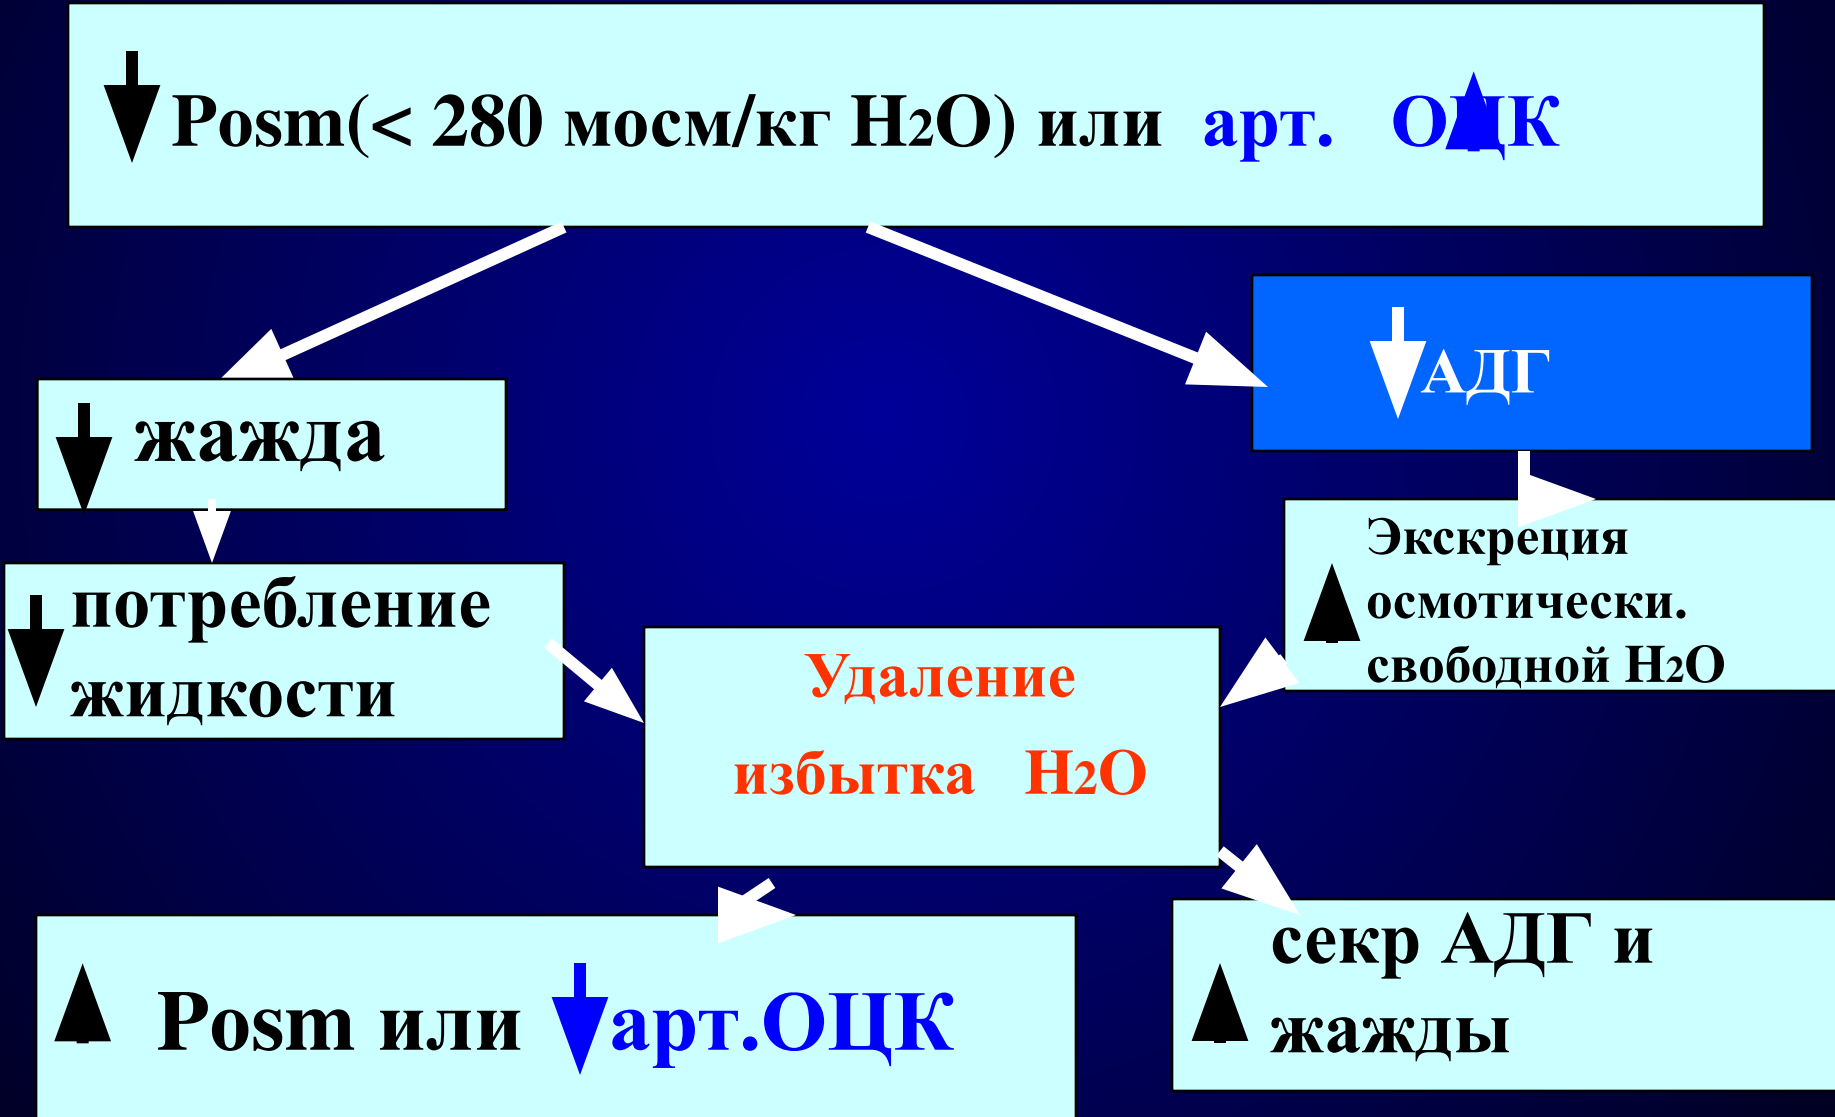 Posm(< 280 мосм/кг H2O) или арт. ОЦК
АДГ
жажда
Экскреция
осмотически.
свободной H2O
потребление
жидкости
Удаление
избытка H2O
секр АДГ и
жажды
Posm или арт.ОЦК